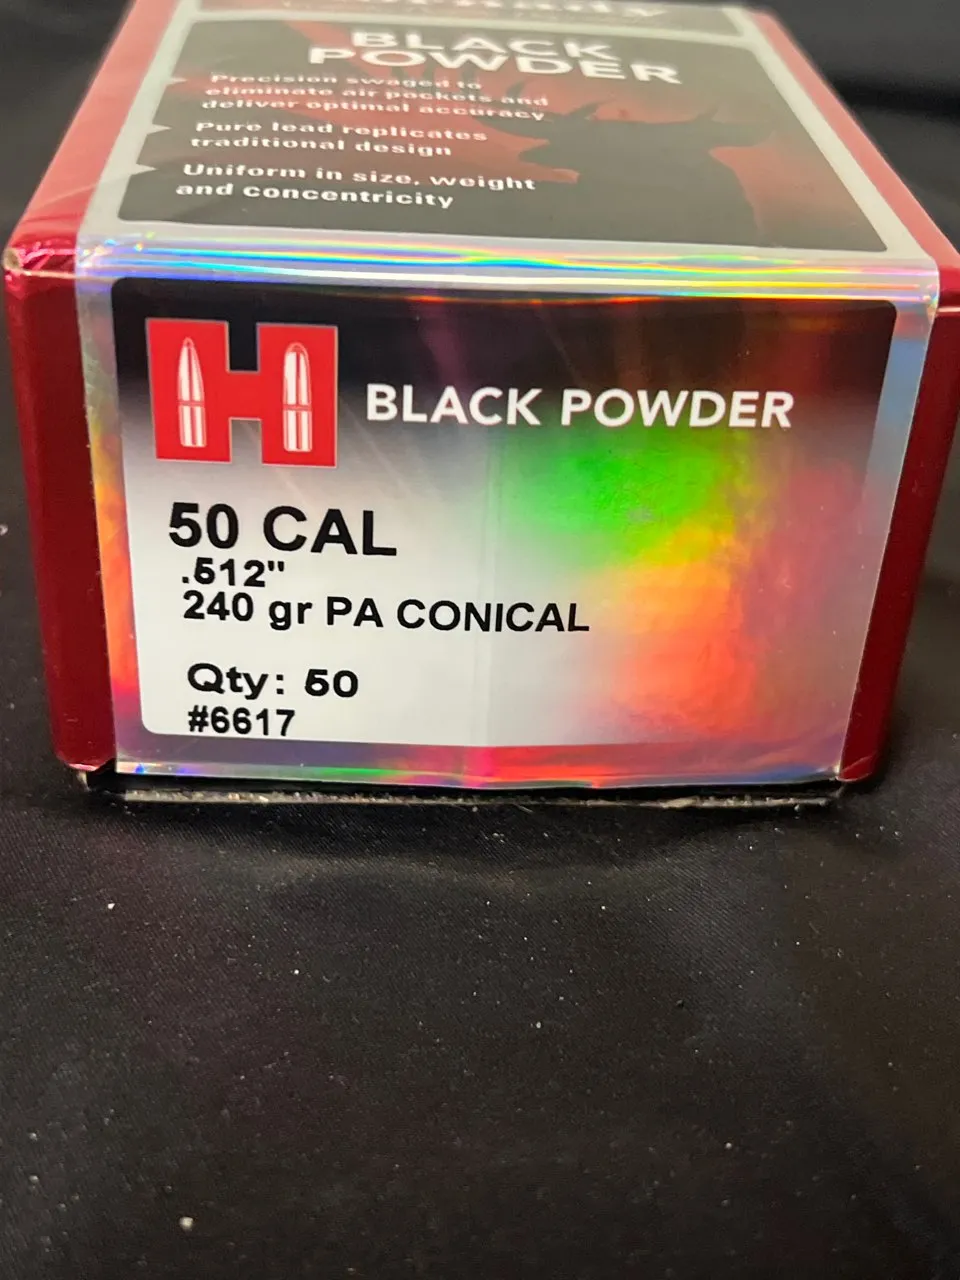 BLACK
POWDER
Precision swaged to
eliminate air pockets and
deliver optimal accuracy
Pure lead replicates
traditional design
Uniform in size, weight
and concentricity
H
BLACK POWDER
50 CAL
.512"
240 gr PA CONICAL
Qty: 50
#6617